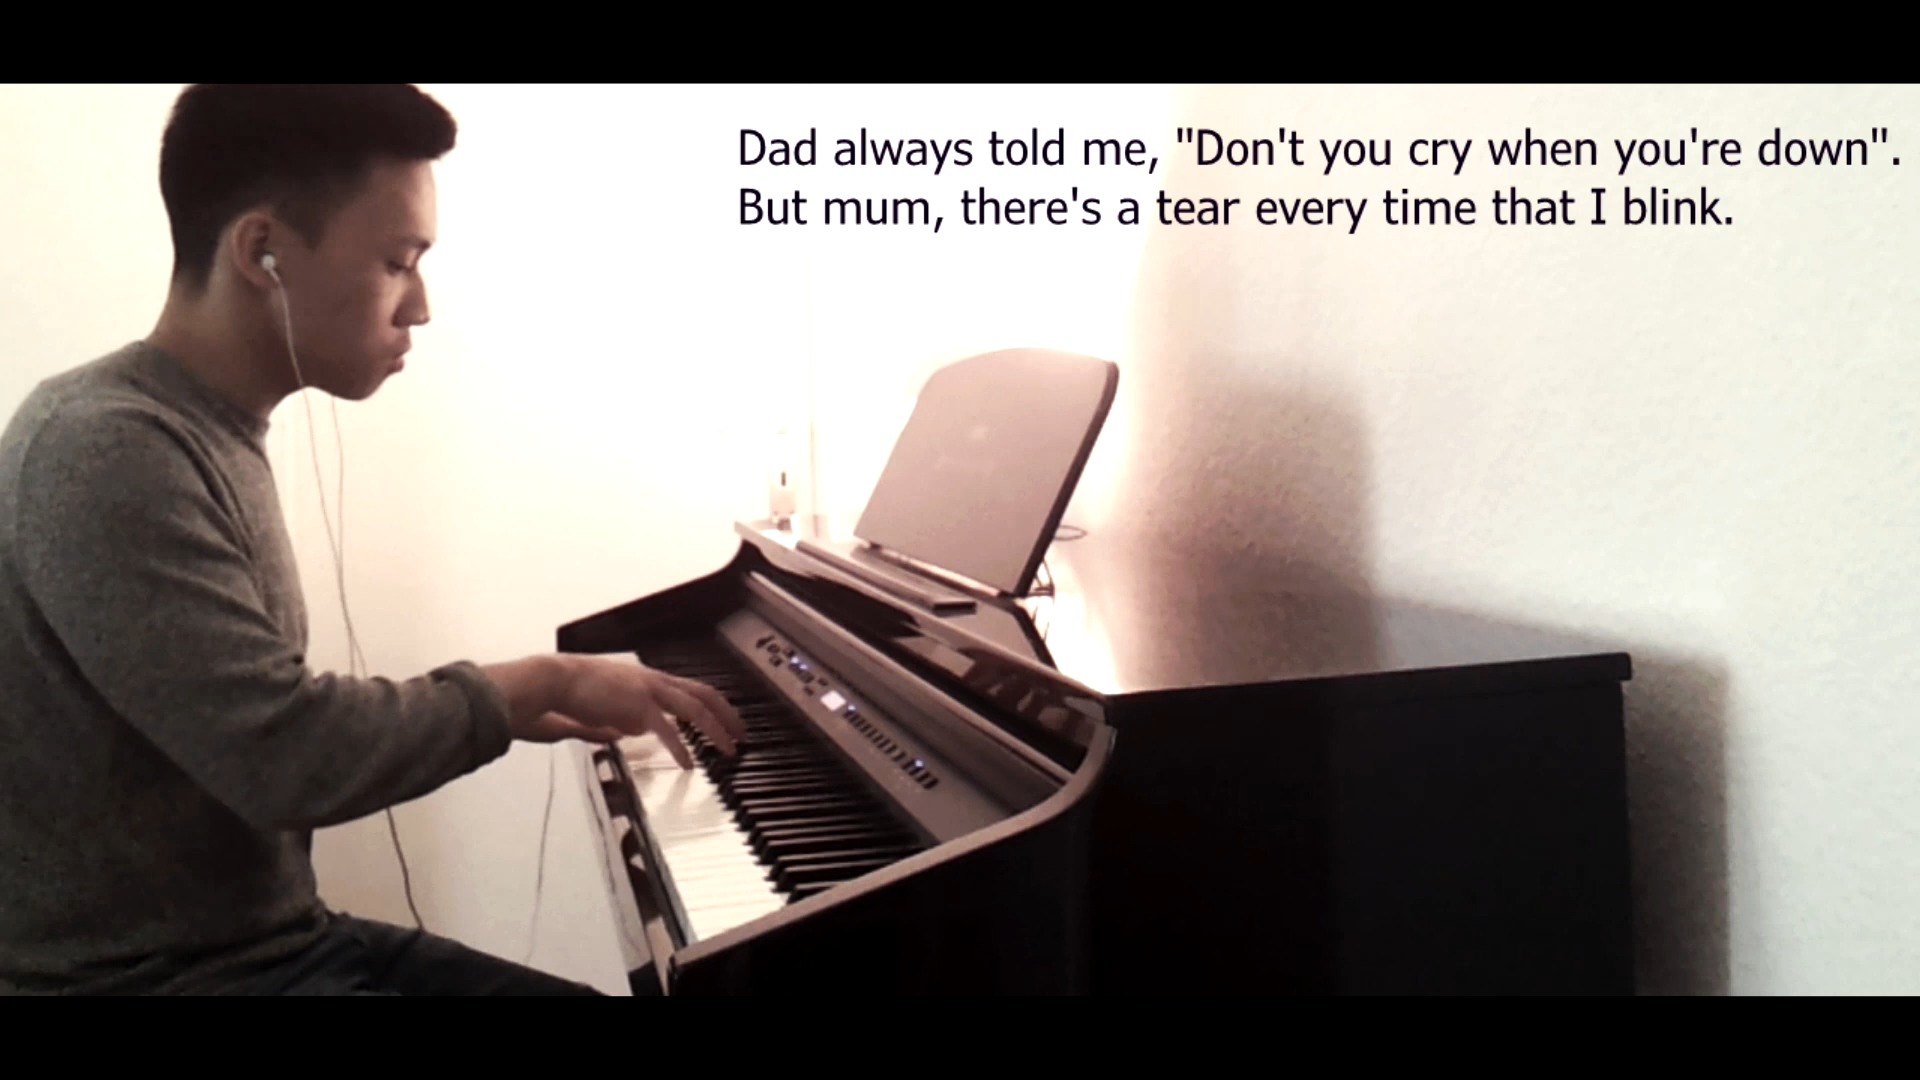 Dad always told me, "Don't you cry when you're down".
But mum, there's a tear every time that I blink.